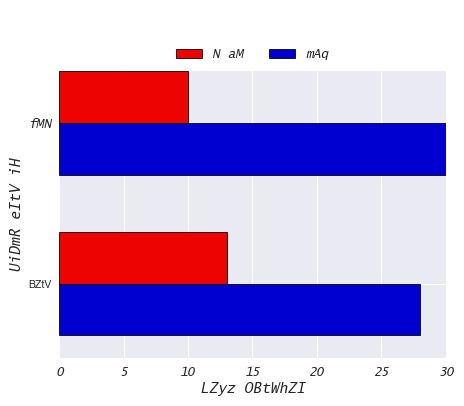 N aM mAq
fMN
BZtV
UiDmR eItV iH
0 5 10 15 20 25 30
LZyz OBtWhZI